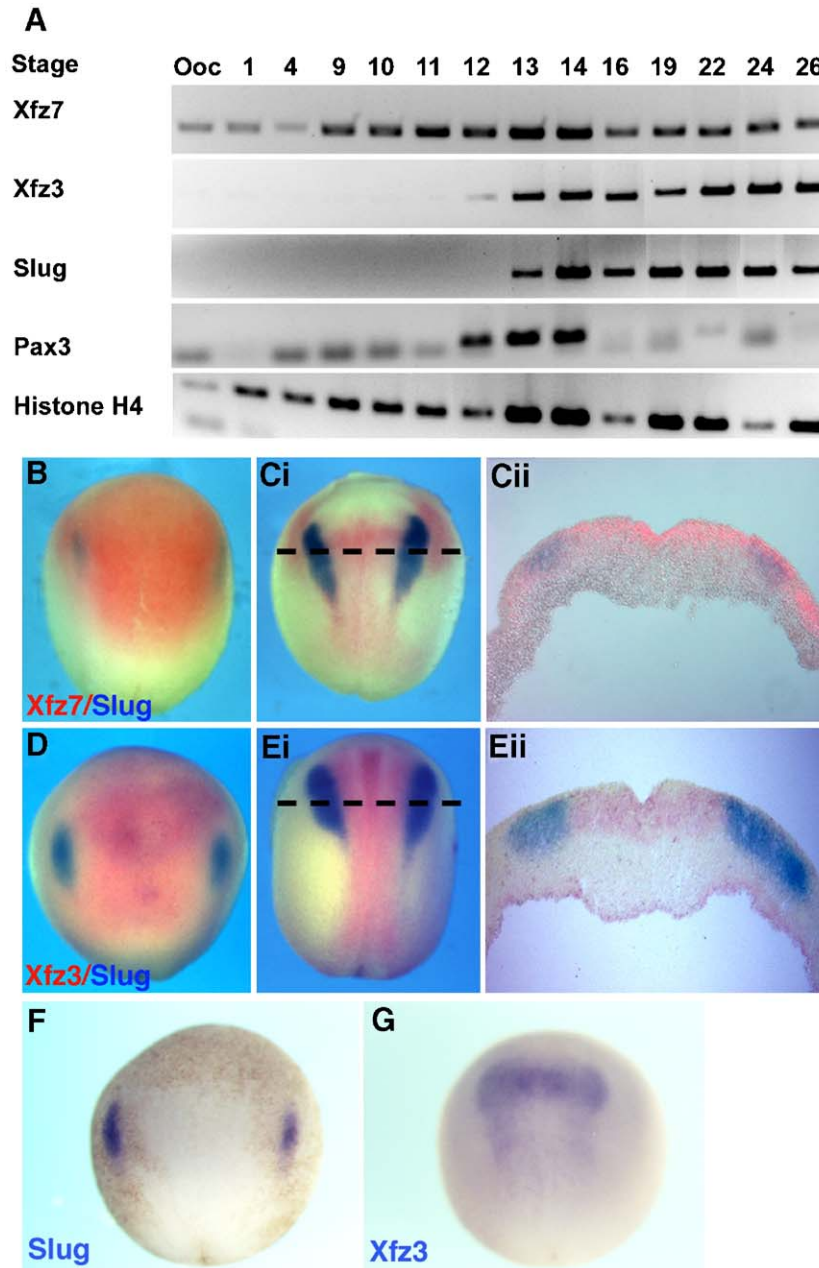 A
Stage Ooc 1 4 9 10 11 12 13 14 16 19 22 24 26
Xfz7
Xfz3
Slug
Pax3
Histone H4
B Ci Cii
Xfz7/Slug
D Ei Eii
Xfz3/Slug
F G
Slug Xfz3